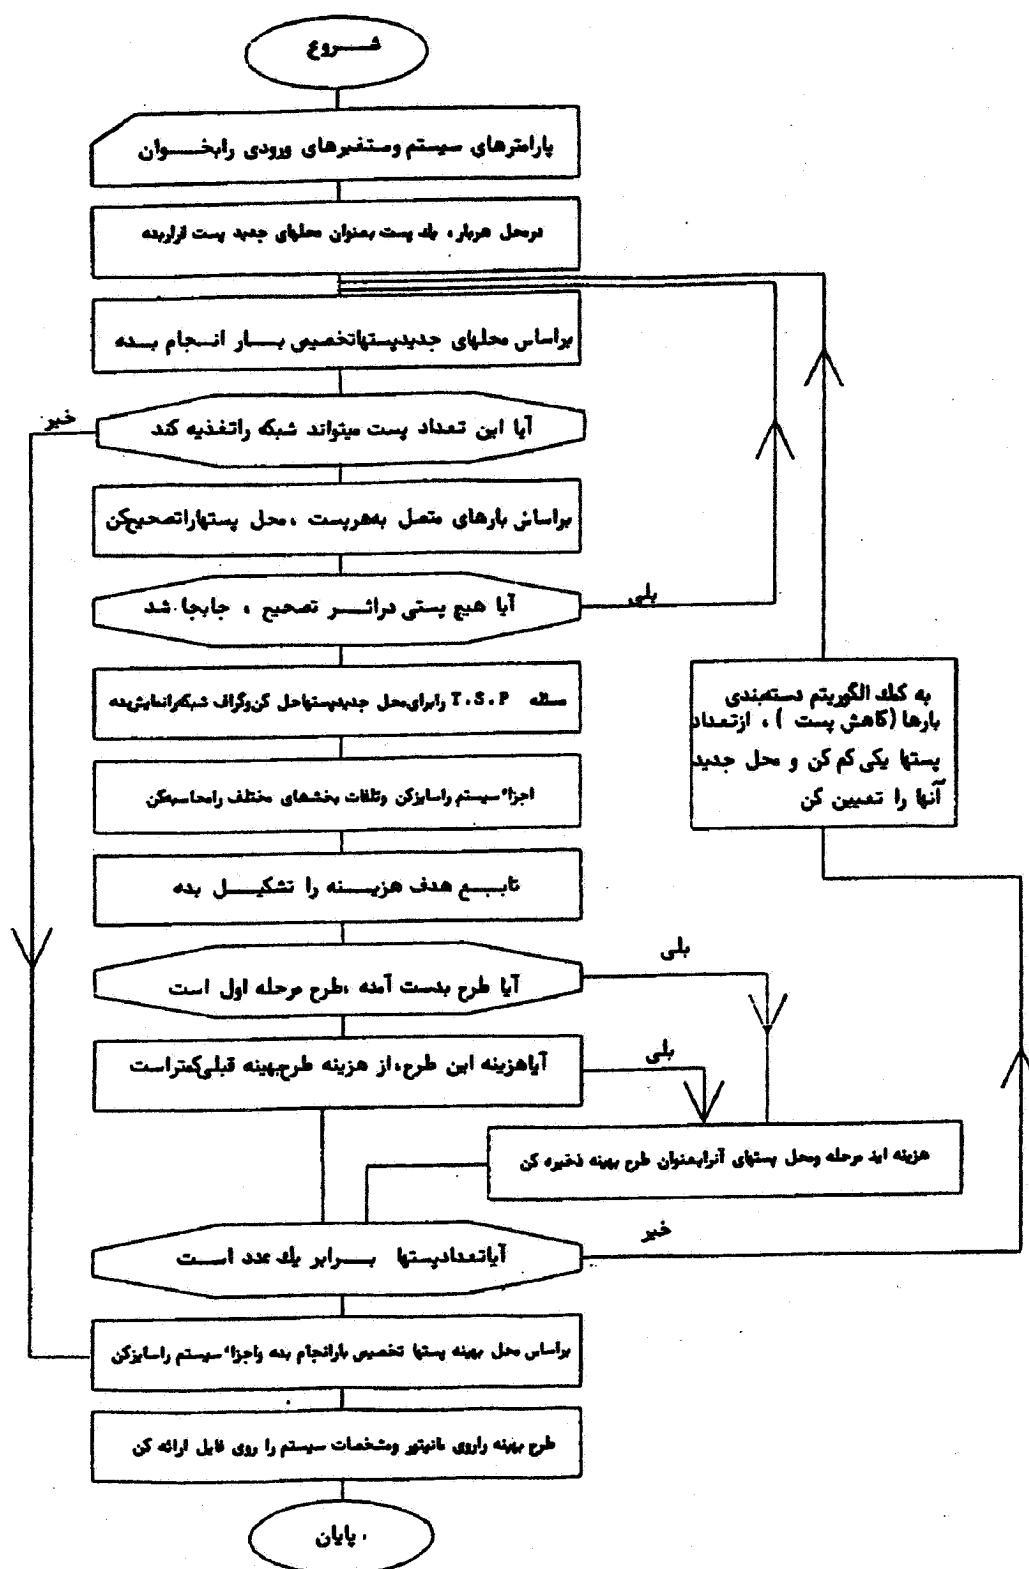 شروع
پارامترهای سیستم ومتغیرهای ورودی رابخوان
درمحل هربار، یك پست بعنوان محلهای جدید پست قراربده
براساس محلهای جدیدپستهاتخصیص بار انجام بده
آیا این تعداد پست میتواند شبکه راتغذیه کند
خیر
براساس بارهای متصل بههرپست ،محل پستهاراتصحیح‌کن
آیا هیچ پستی دراثر تصحیح ، جابجا شد
بلی
مسئله T.S.P رابرای‌محل جدیدپستهاحل کن‌وگراف شبکه‌رانمایش‌بده
به کمك الگوریتم دسته‌بندی
بارها (کاهش پست ) ، ازتعداد
پستها یکی کم کن و محل جدید
آنها را تعیین کن
اجزا' سیستم راسایزکن وتلفات بخشهای مختلف رامحاسبه‌کن
تابع هدف هزینه را تشکیل بده
آیا طرح بدست آمده ،طرح مرحله اول است
بلی
آیاهزینه این طرح،از هزینه طرح‌بهینه قبلی‌کمتراست
بلی
هزینه این مرحله ومحل پستهای آنرابعنوان طرح بهینه ذخیره کن
آیاتعدادپستها برابر یك عدد است
خیر
براساس محل بهینه پستها تخصیص بارانجام بده واجزا' سیستم راسایزکن
طرح بهینه راروی مانیتور ومشخصات سیستم را روی فایل ارائه کن
پایان